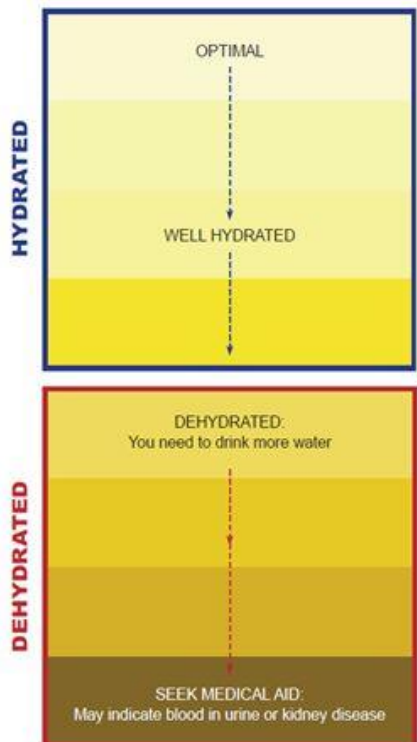 HYDRATED
OPTIMAL
WELL HYDRATED
DEHYDRATED
DEHYDRATED:
You need to drink more water
SEEK MEDICAL AID:
May indicate blood in urine or kidney disease